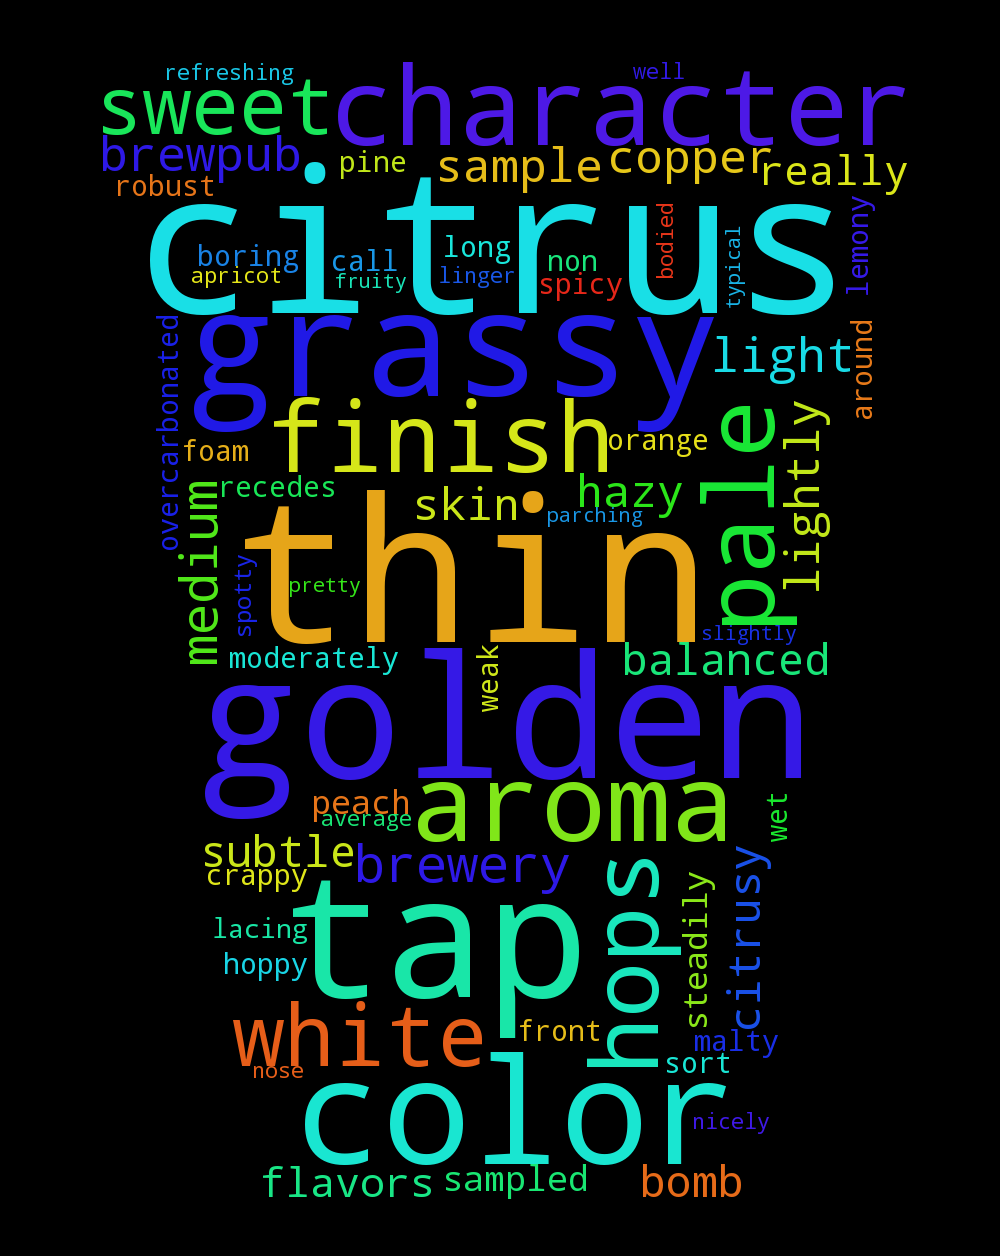 refreshing
well
sweet
character
brewpub
pine
sample
copper
really
robust
citrus
bodied
typical
lemony
boring
call
long
non
apricot
fruity
linger
spicy
grassy
light
around
overcarbonated
finish
orange
pale
lightly
foam
recedes
skin
hazy
parching
medium
thin
spotty
pretty
slightly
moderately
weak
balanced
golden
peach
average
aroma
wet
subtle
crappy
brewery
hops
steadily
citrusy
tap
lacing
hoppy
white
front
malty
nose
sort
color
nicely
flavors
sampled
bomb